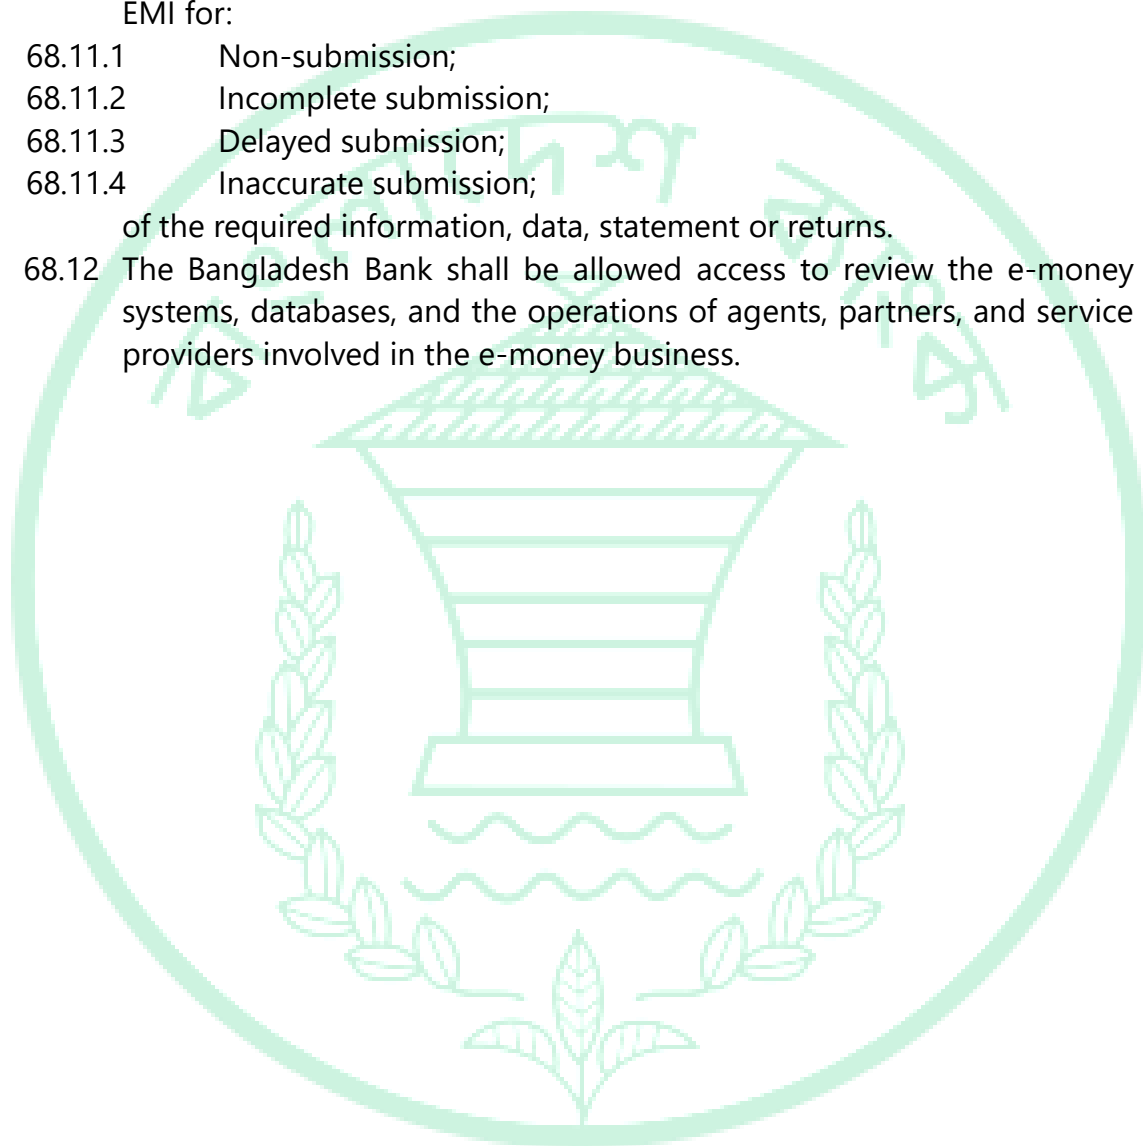 EMI for:
68.11.1 Non-submission;
68.11.2 Incomplete submission;
68.11.3 Delayed submission;
68.11.4 Inaccurate submission;
of the required information, data, statement or returns.
68.12 The Bangladesh Bank shall be allowed access to review the e-money
systems, databases, and the operations of agents, partners, and service
providers involved in the e-money business.
বাংলাদেশ ব্যাংক